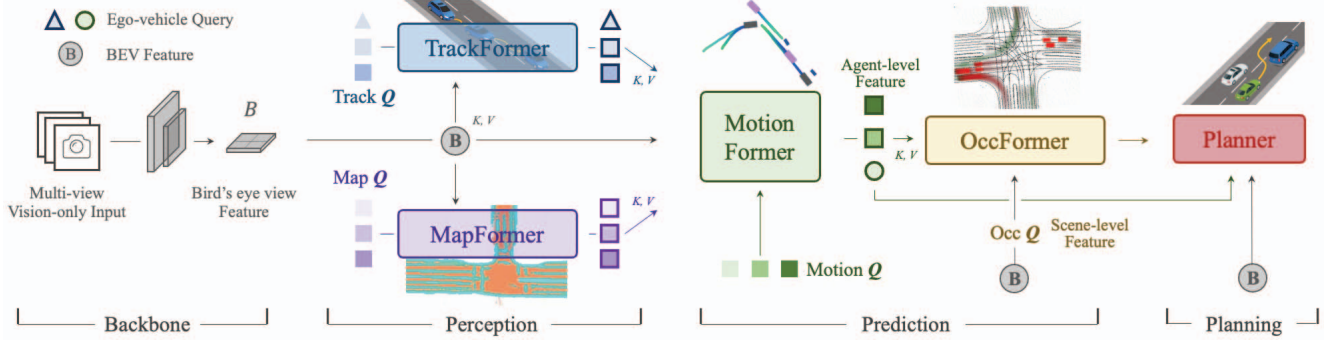 Ego-vehicle Query
B
BEV Feature
B
Multi-view
Vision-only Input
Bird's eye view
Feature
Track Q
TrackFormer
K, V
K, V
B
Map Q
MapFormer
K, V
Motion
Former
Motion Q
Agent-level
Feature
K, V
OccFormer
Occ Q
Scene-level
Feature
B
Planner
B
Backbone
Perception
Prediction
Planning